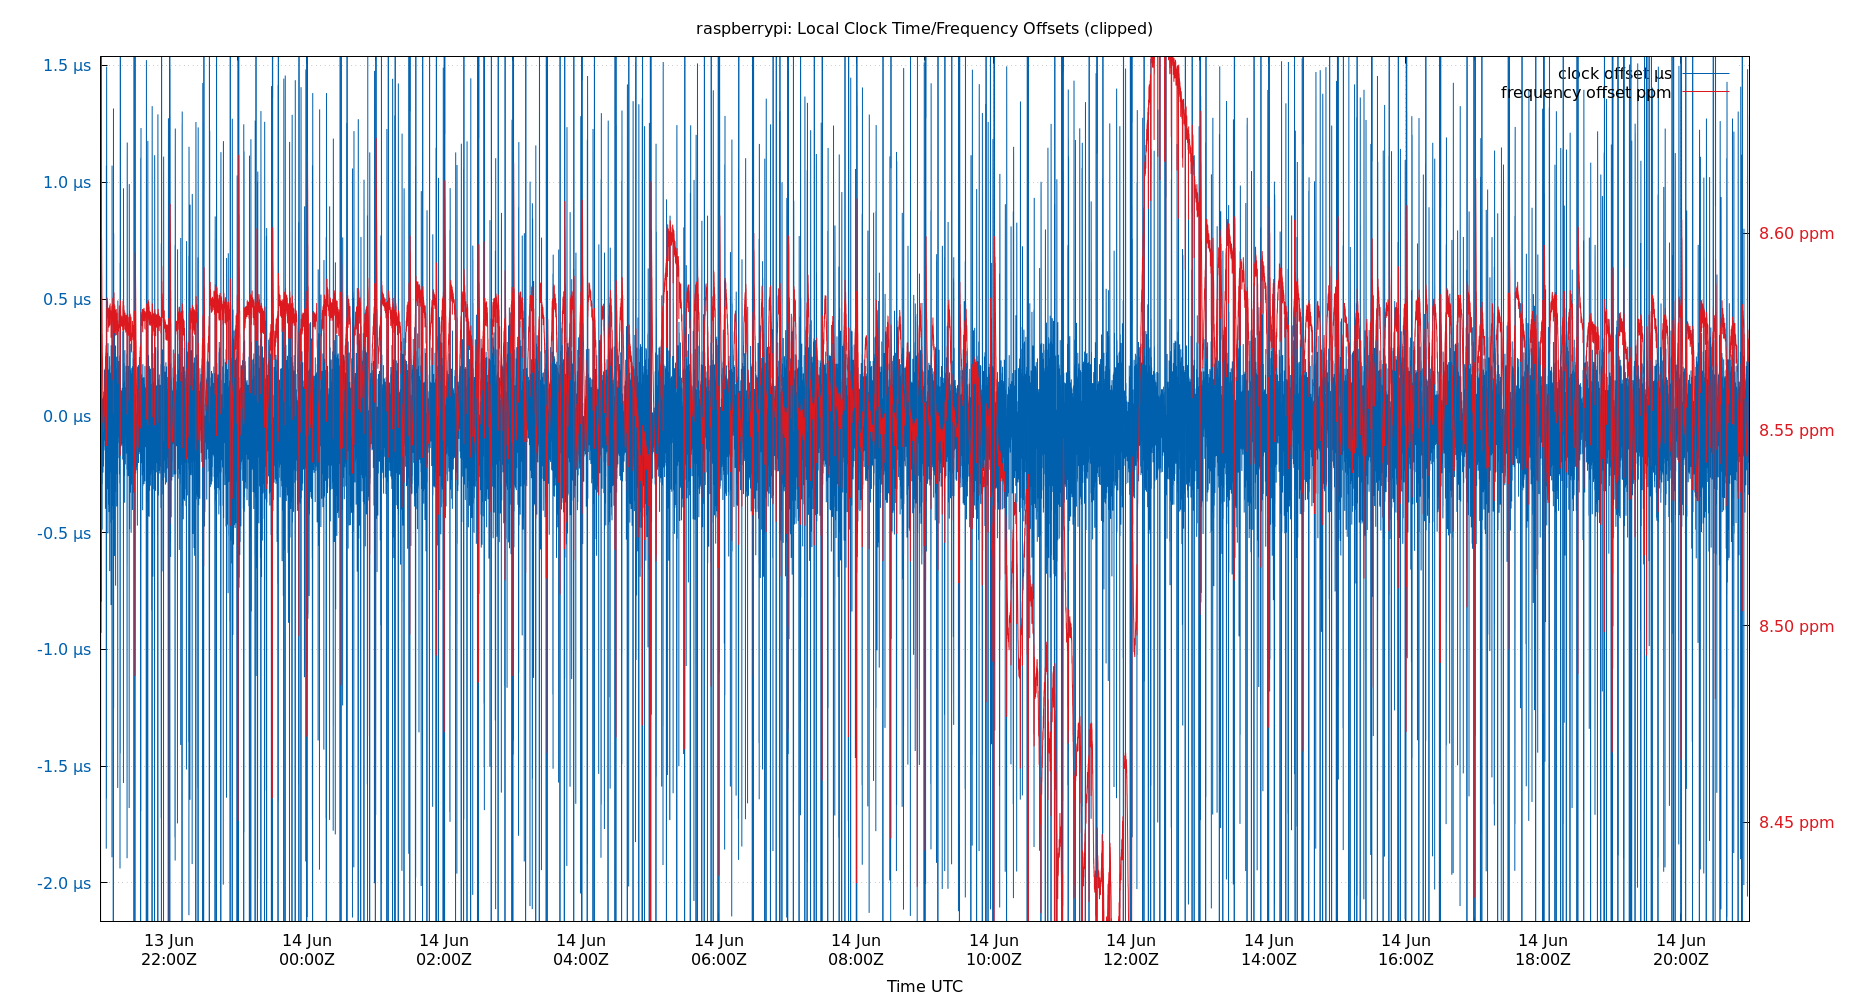 raspberrypi: Local Clock Time/Frequency Offsets (clipped)
clock offset µs
frequency offset ppm
1.5 µs
1.0 µs
0.5 µs
0.0 µs
-0.5 µs
-1.0 µs
-1.5 µs
-2.0 µs
8.60 ppm
8.55 ppm
8.50 ppm
8.45 ppm
13 Jun 14 Jun 14 Jun 14 Jun 14 Jun 14 Jun 14 Jun 14 Jun 14 Jun 14 Jun 14 Jun 14 Jun
22:00Z 00:00Z 02:00Z 04:00Z 06:00Z 08:00Z 10:00Z 12:00Z 14:00Z 16:00Z 18:00Z 20:00Z
Time UTC